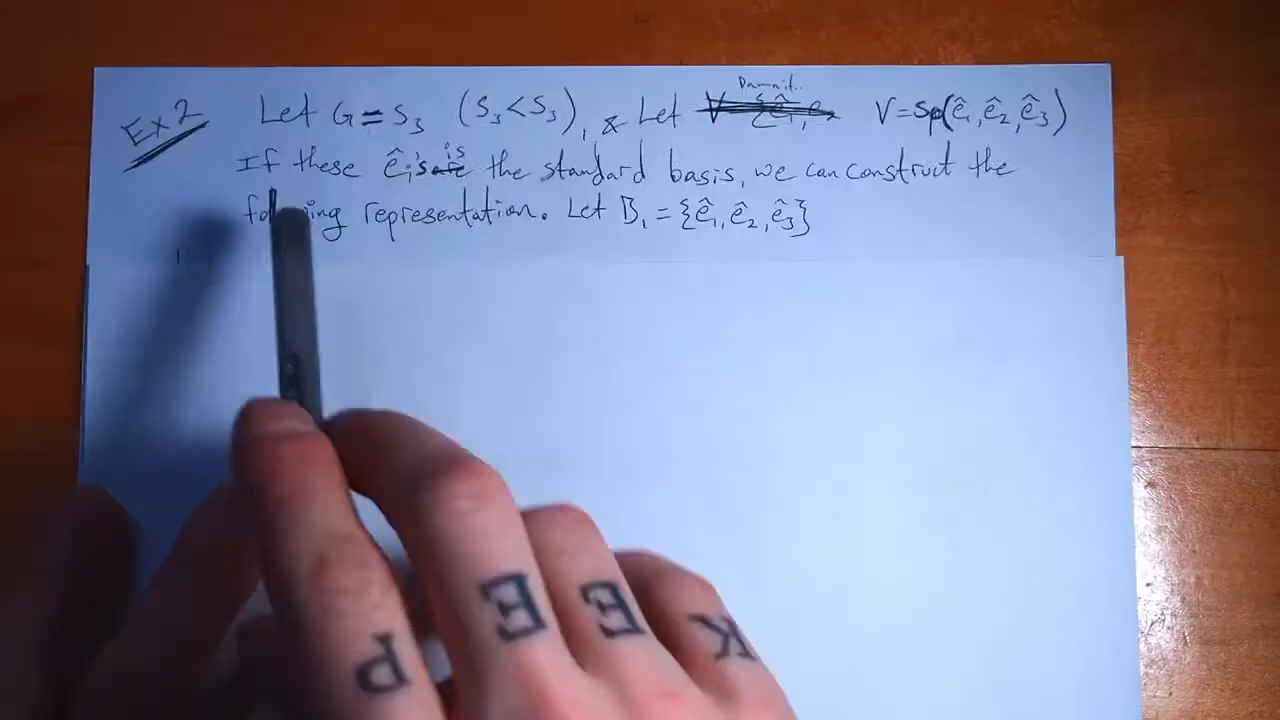 Damnit..
Ex 2 Let G = S₃ (S₃ < S₃), & Let V = Sp(ê₁, ê₂, ê₃)
If these êᵢ's is the standard basis, we can construct the
representation. Let B₁ = {ê₁, ê₂, ê₃}
P E E K